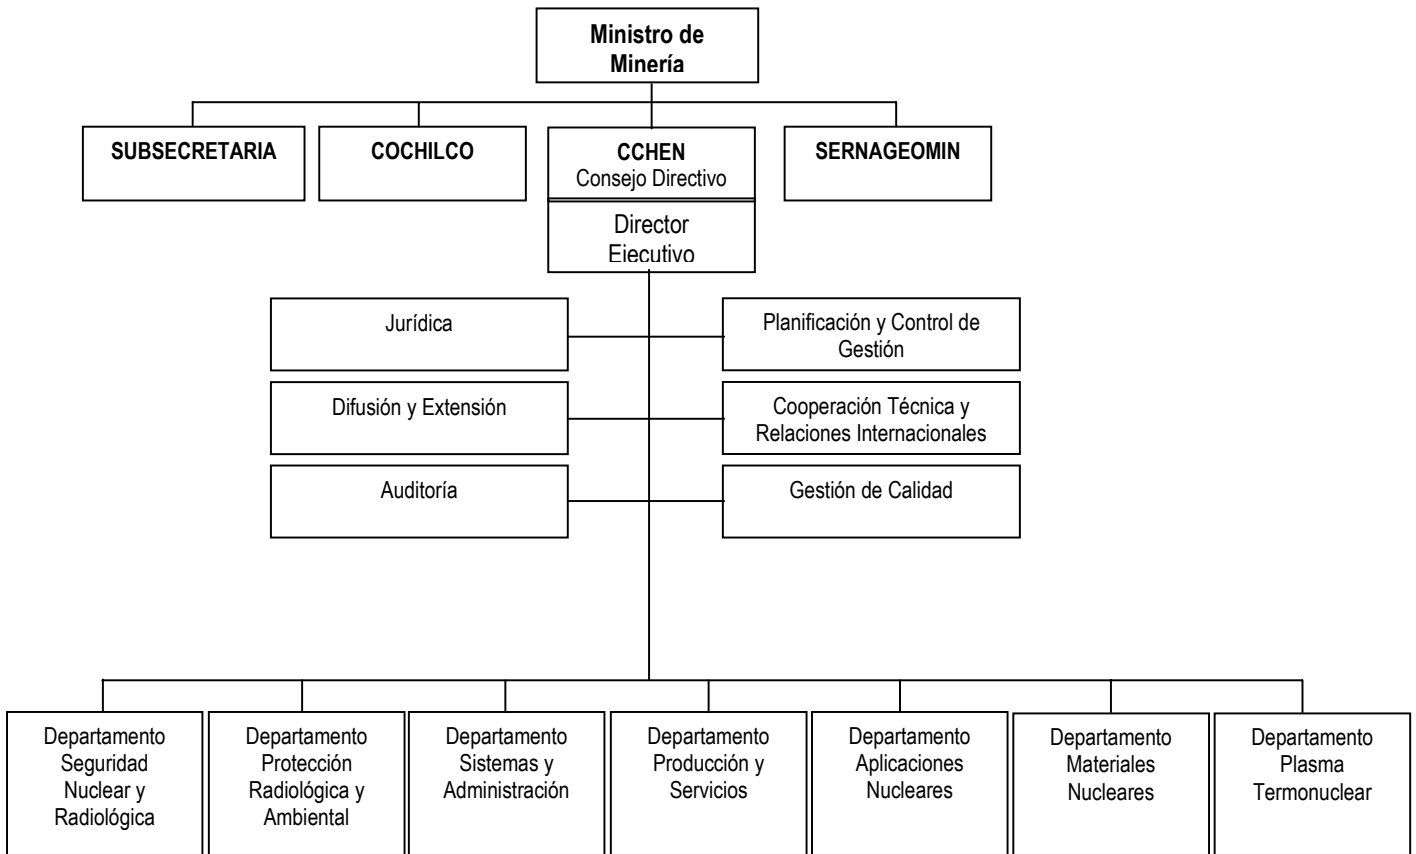 Ministro de
Minería
SUBSECRETARIA
COCHILCO
CCHEN
Consejo Directivo
SERNAGEOMIN
Director
Ejecutivo
Jurídica
Planificación y Control de
Gestión
Difusión y Extensión
Cooperación Técnica y
Relaciones Internacionales
Auditoría
Gestión de Calidad
Departamento
Seguridad
Nuclear y
Radiológica
Departamento
Protección
Radiológica y
Ambiental
Departamento
Sistemas y
Administración
Departamento
Producción y
Servicios
Departamento
Aplicaciones
Nucleares
Departamento
Materiales
Nucleares
Departamento
Plasma
Termonuclear